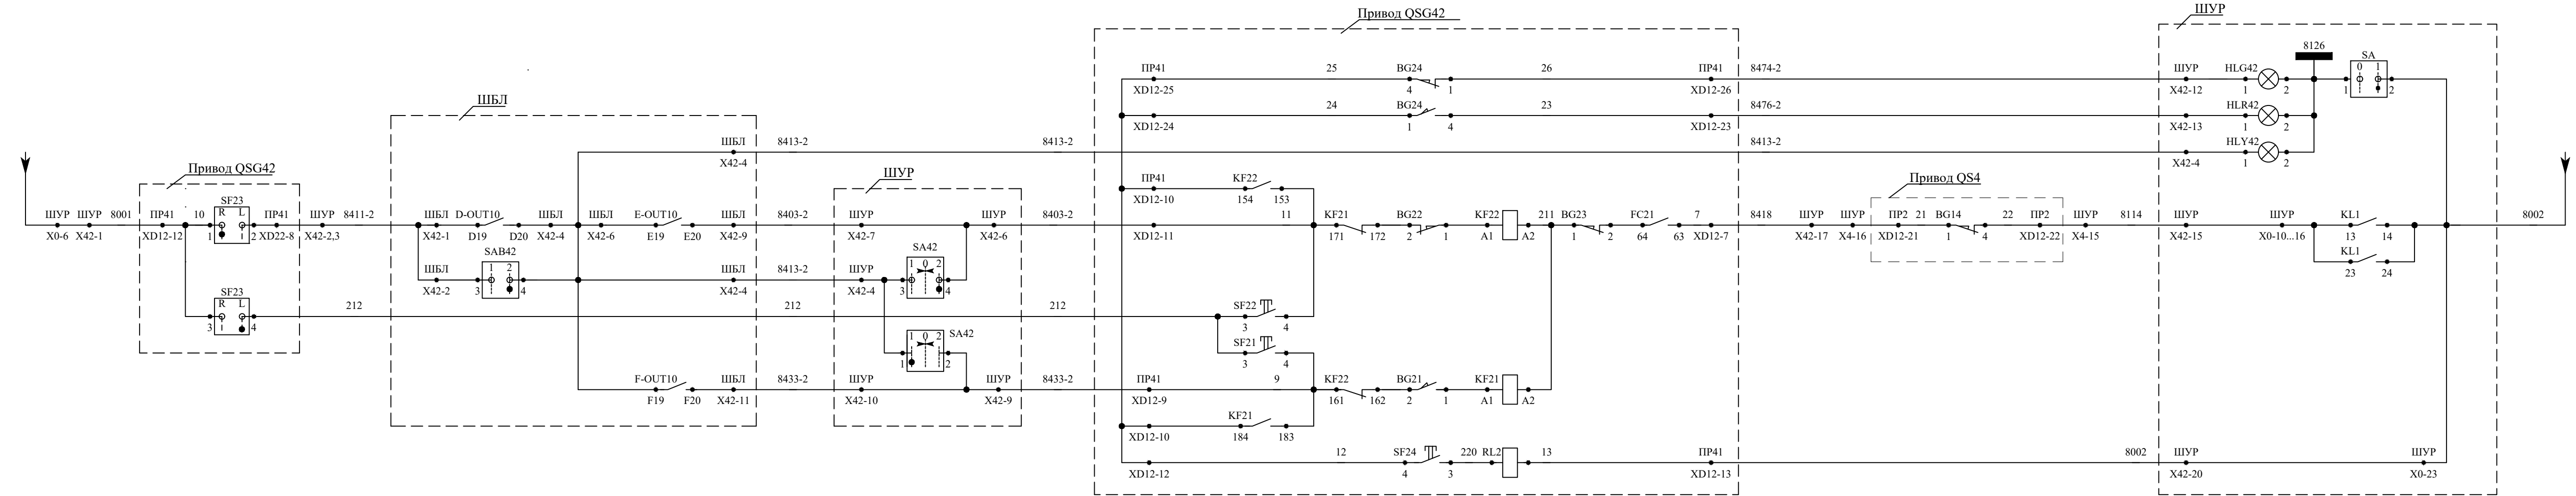 Привод QSG42
ШУР
8126
SA
0 1
1 2
ПР41 25 BG24 26 ПР41 8474-2 ШУР HLG42
XD12-25 4 1 XD12-26 X42-12 1 2
24 BG24 23 8476-2 HLR42
XD12-24 1 4 XD12-23 X42-13 1 2
ШБЛ
ШБЛ 8413-2 8413-2 8413-2 HLY42
X42-4 X42-4 1 2
Привод QSG42
ШУР
ПР41 KF22
XD12-10 154 153
Привод QS4
SF23
R L
ШУР ШУР 8001 ПР41 10 ПР41 ШУР 8411-2 ШБЛ D-OUT10 ШБЛ ШБЛ E-OUT10 ШБЛ 8403-2 ШУР ШУР 8403-2 11 KF21 BG22 KF22 211 BG23 FC21 7 8418 ШУР ШУР ПР2 21 BG14 22 ПР2 ШУР 8114 ШУР ШУР KL1 8002
X0-6 X42-1 XD12-12 1 2 XD22-8 X42-2,3 X42-1 D19 D20 X42-4 X42-6 E19 E20 X42-9 X42-7 X42-6 XD12-11 171 172 2 1 A1 A2 1 2 64 63 XD12-7 X42-17 X4-16 XD12-21 1 4 XD12-22 X4-15 X42-15 X0-10...16 13 14
SAB42
SA42
KL1
23 24
ШБЛ 1 2 ШБЛ 8413-2 ШУР 1 0 2
X42-2 3 4 X42-4 X42-4 3 4
SF23
R L
3 4
212 212 212 SF22
3 4
SA42
1 0 2
1 2
SF21
3 4
F-OUT10 ШБЛ 8433-2 ШУР ШУР 8433-2 ПР41 9 KF22 BG21 KF21
F19 F20 X42-11 X42-10 X42-9 XD12-9 161 162 2 1 A1 A2
KF21
XD12-10 184 183
12 SF24 220 RL2 13 ПР41 8002 ШУР ШУР
XD12-12 4 3 XD12-13 X42-20 X0-23